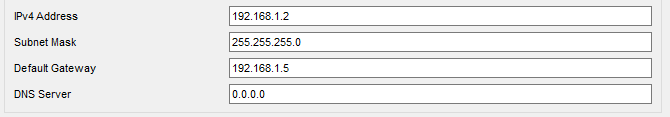 IPv4 Address 192.168.1.2
Subnet Mask 255.255.255.0
Default Gateway 192.168.1.5
DNS Server 0.0.0.0